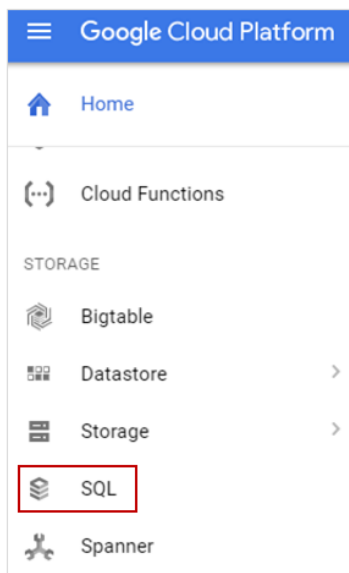 Google Cloud Platform
Home
Cloud Functions
STORAGE
Bigtable
Datastore
Storage
SQL
Spanner